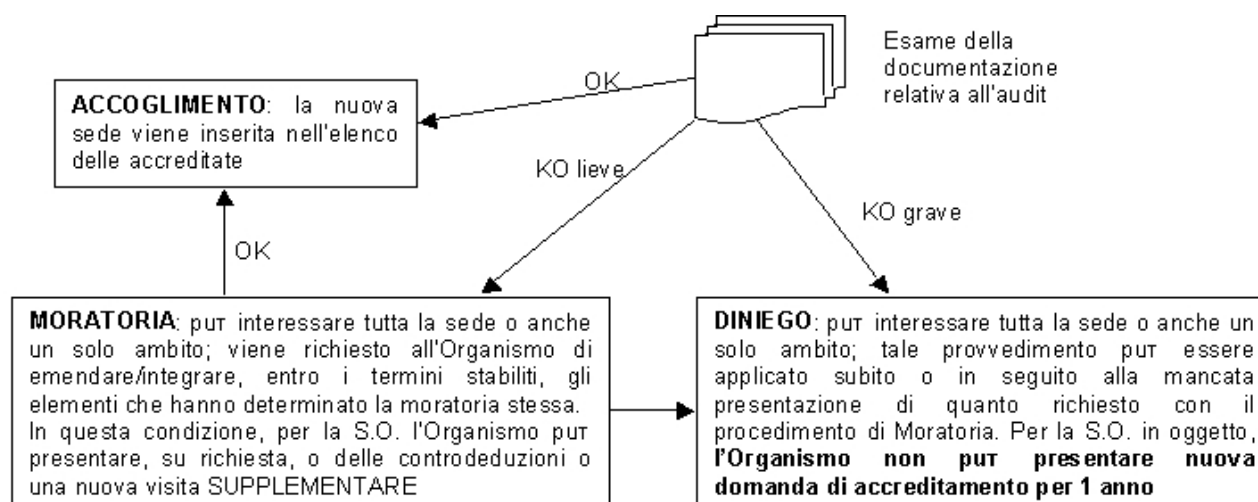 Esame della
documentazione
relativa all'audit
OK
ACCOGLIMENTO: la nuova
sede viene inserita nell'elenco
delle accreditate
KO lieve
KO grave
OK
MORATORIA: puт interessare tutta la sede o anche
un solo ambito; viene richiesto all'Organismo di
emendare/integrare, entro i termini stabiliti, gli
elementi che hanno determinato la moratoria stessa.
In questa condizione, per la S.O. l'Organismo puт
presentare, su richiesta, o delle controdeduzioni o
una nuova visita SUPPLEMENTARE
DINIEGO: puт interessare tutta la sede o anche un
solo ambito; tale provvedimento puт essere
applicato subito o in seguito alla mancata
presentazione di quanto richiesto con il
procedimento di Moratoria. Per la S.O. in oggetto,
l'Organismo non puт presentare nuova
domanda di accreditamento per 1 anno